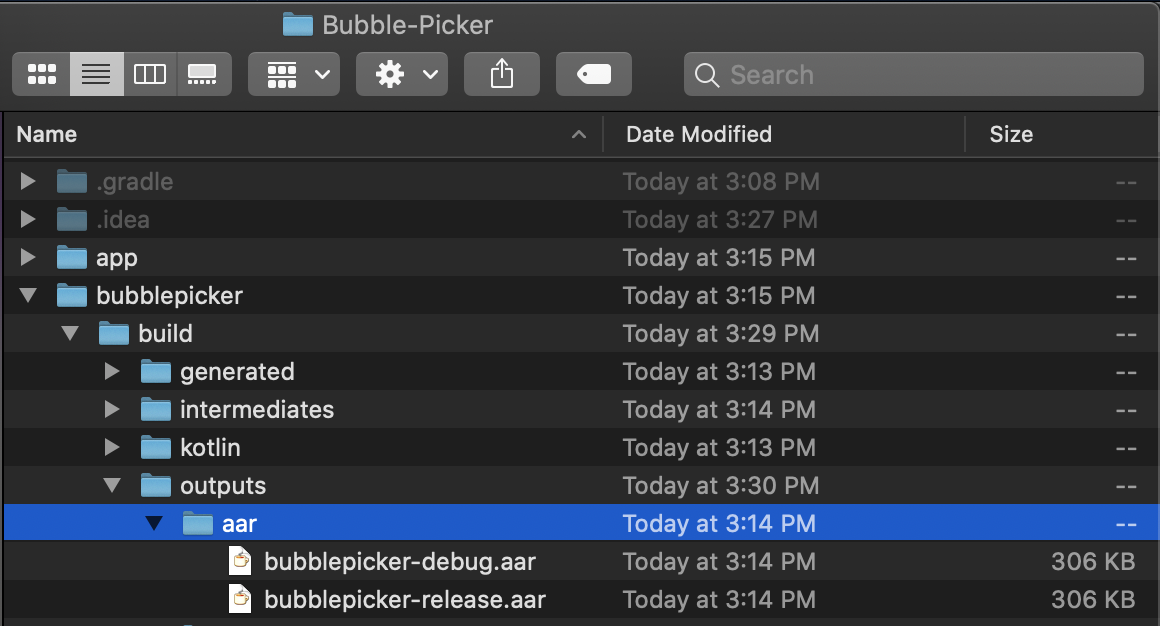 Bubble-Picker
Search
Name Date Modified Size
.gradle Today at 3:08 PM --
.idea Today at 3:27 PM --
app Today at 3:15 PM --
bubblepicker Today at 3:15 PM --
build Today at 3:29 PM --
generated Today at 3:13 PM --
intermediates Today at 3:14 PM --
kotlin Today at 3:13 PM --
outputs Today at 3:30 PM --
aar Today at 3:14 PM --
bubblepicker-debug.aar Today at 3:14 PM 306 KB
bubblepicker-release.aar Today at 3:14 PM 306 KB